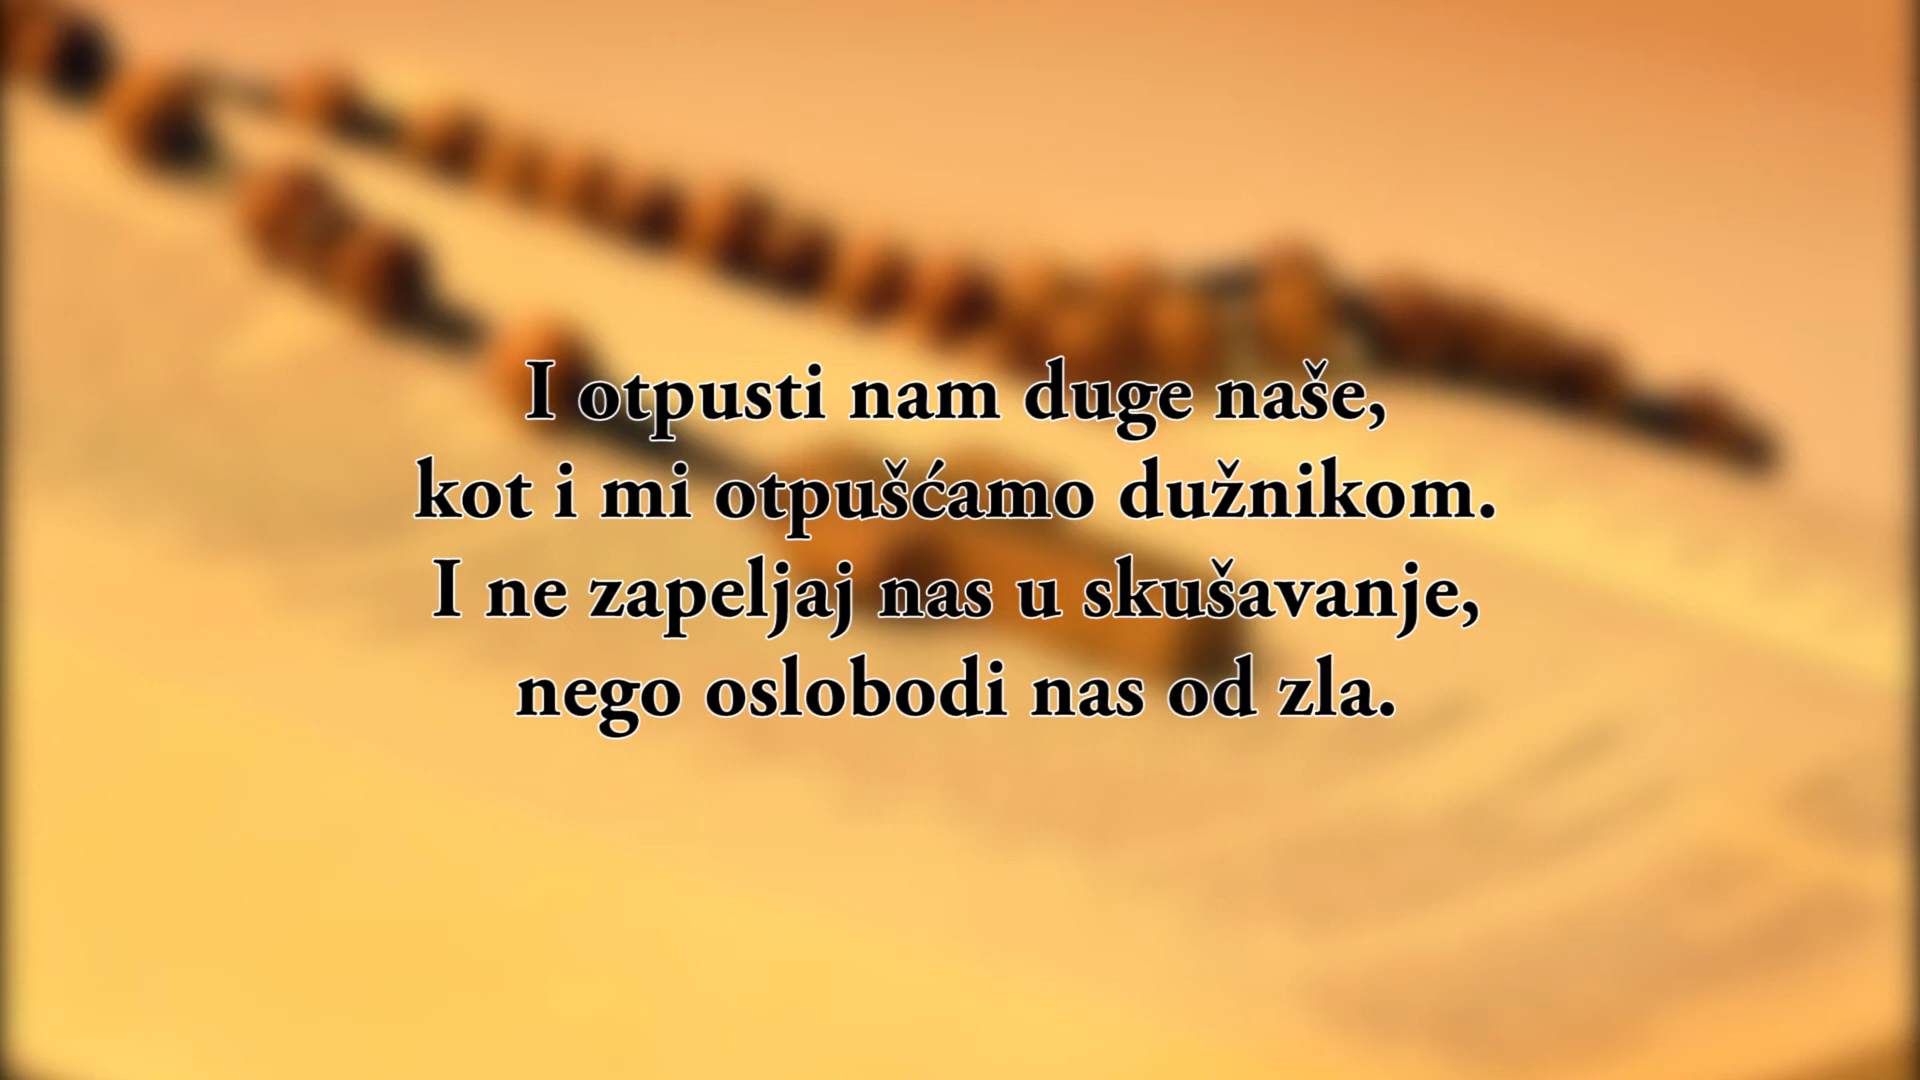 I otpusti nam duge naše,
kot i mi otpušćamo dužnikom.
I ne zapeljaj nas u skušavanje,
nego oslobodi nas od zla.